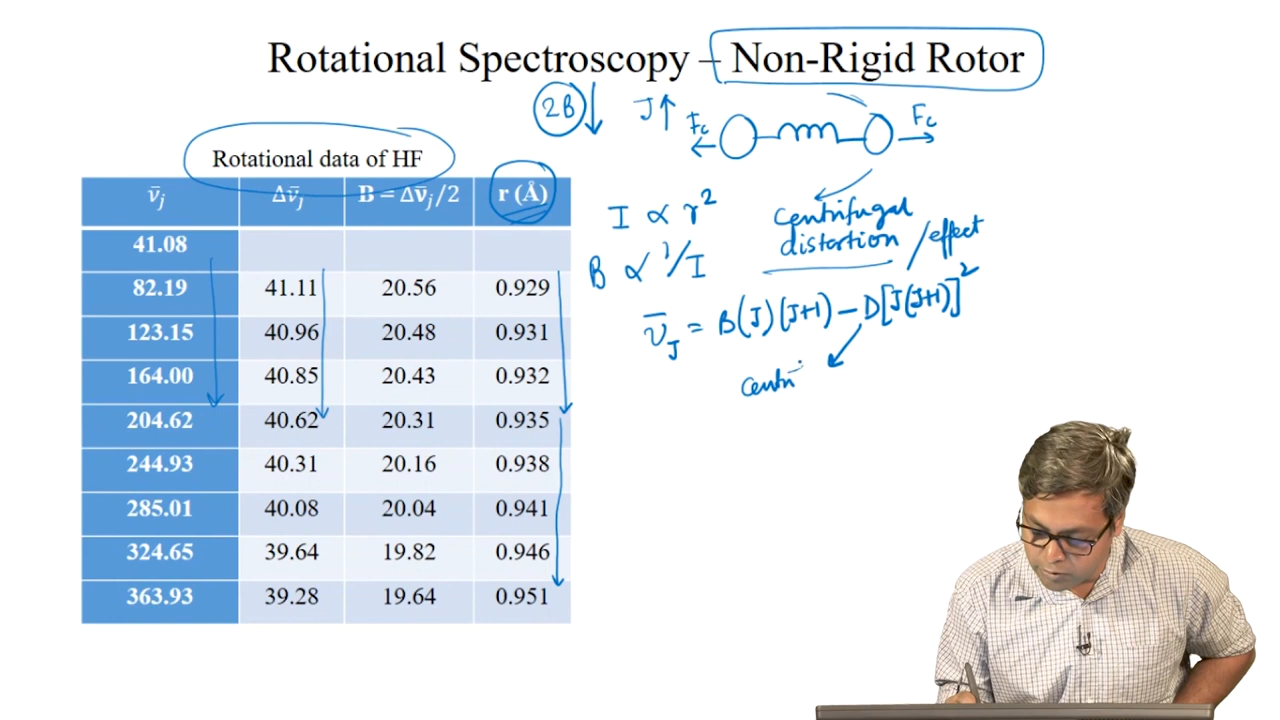 Rotational Spectroscopy – Non-Rigid Rotor
2B J↑ Fc Fc
Rotational data of HF
ν̄j Δν̄j B = Δν̄j/2 r (Å)
41.08
82.19 41.11 20.56 0.929
123.15 40.96 20.48 0.931
164.00 40.85 20.43 0.932
204.62 40.62 20.31 0.935
244.93 40.31 20.16 0.938
285.01 40.08 20.04 0.941
324.65 39.64 19.82 0.946
363.93 39.28 19.64 0.951
I ∝ r²
B ∝ 1/I
Centrifugal
distortion /effect
ν̄J = B(J)(J+1) – D[J(J+1)]²
Centri